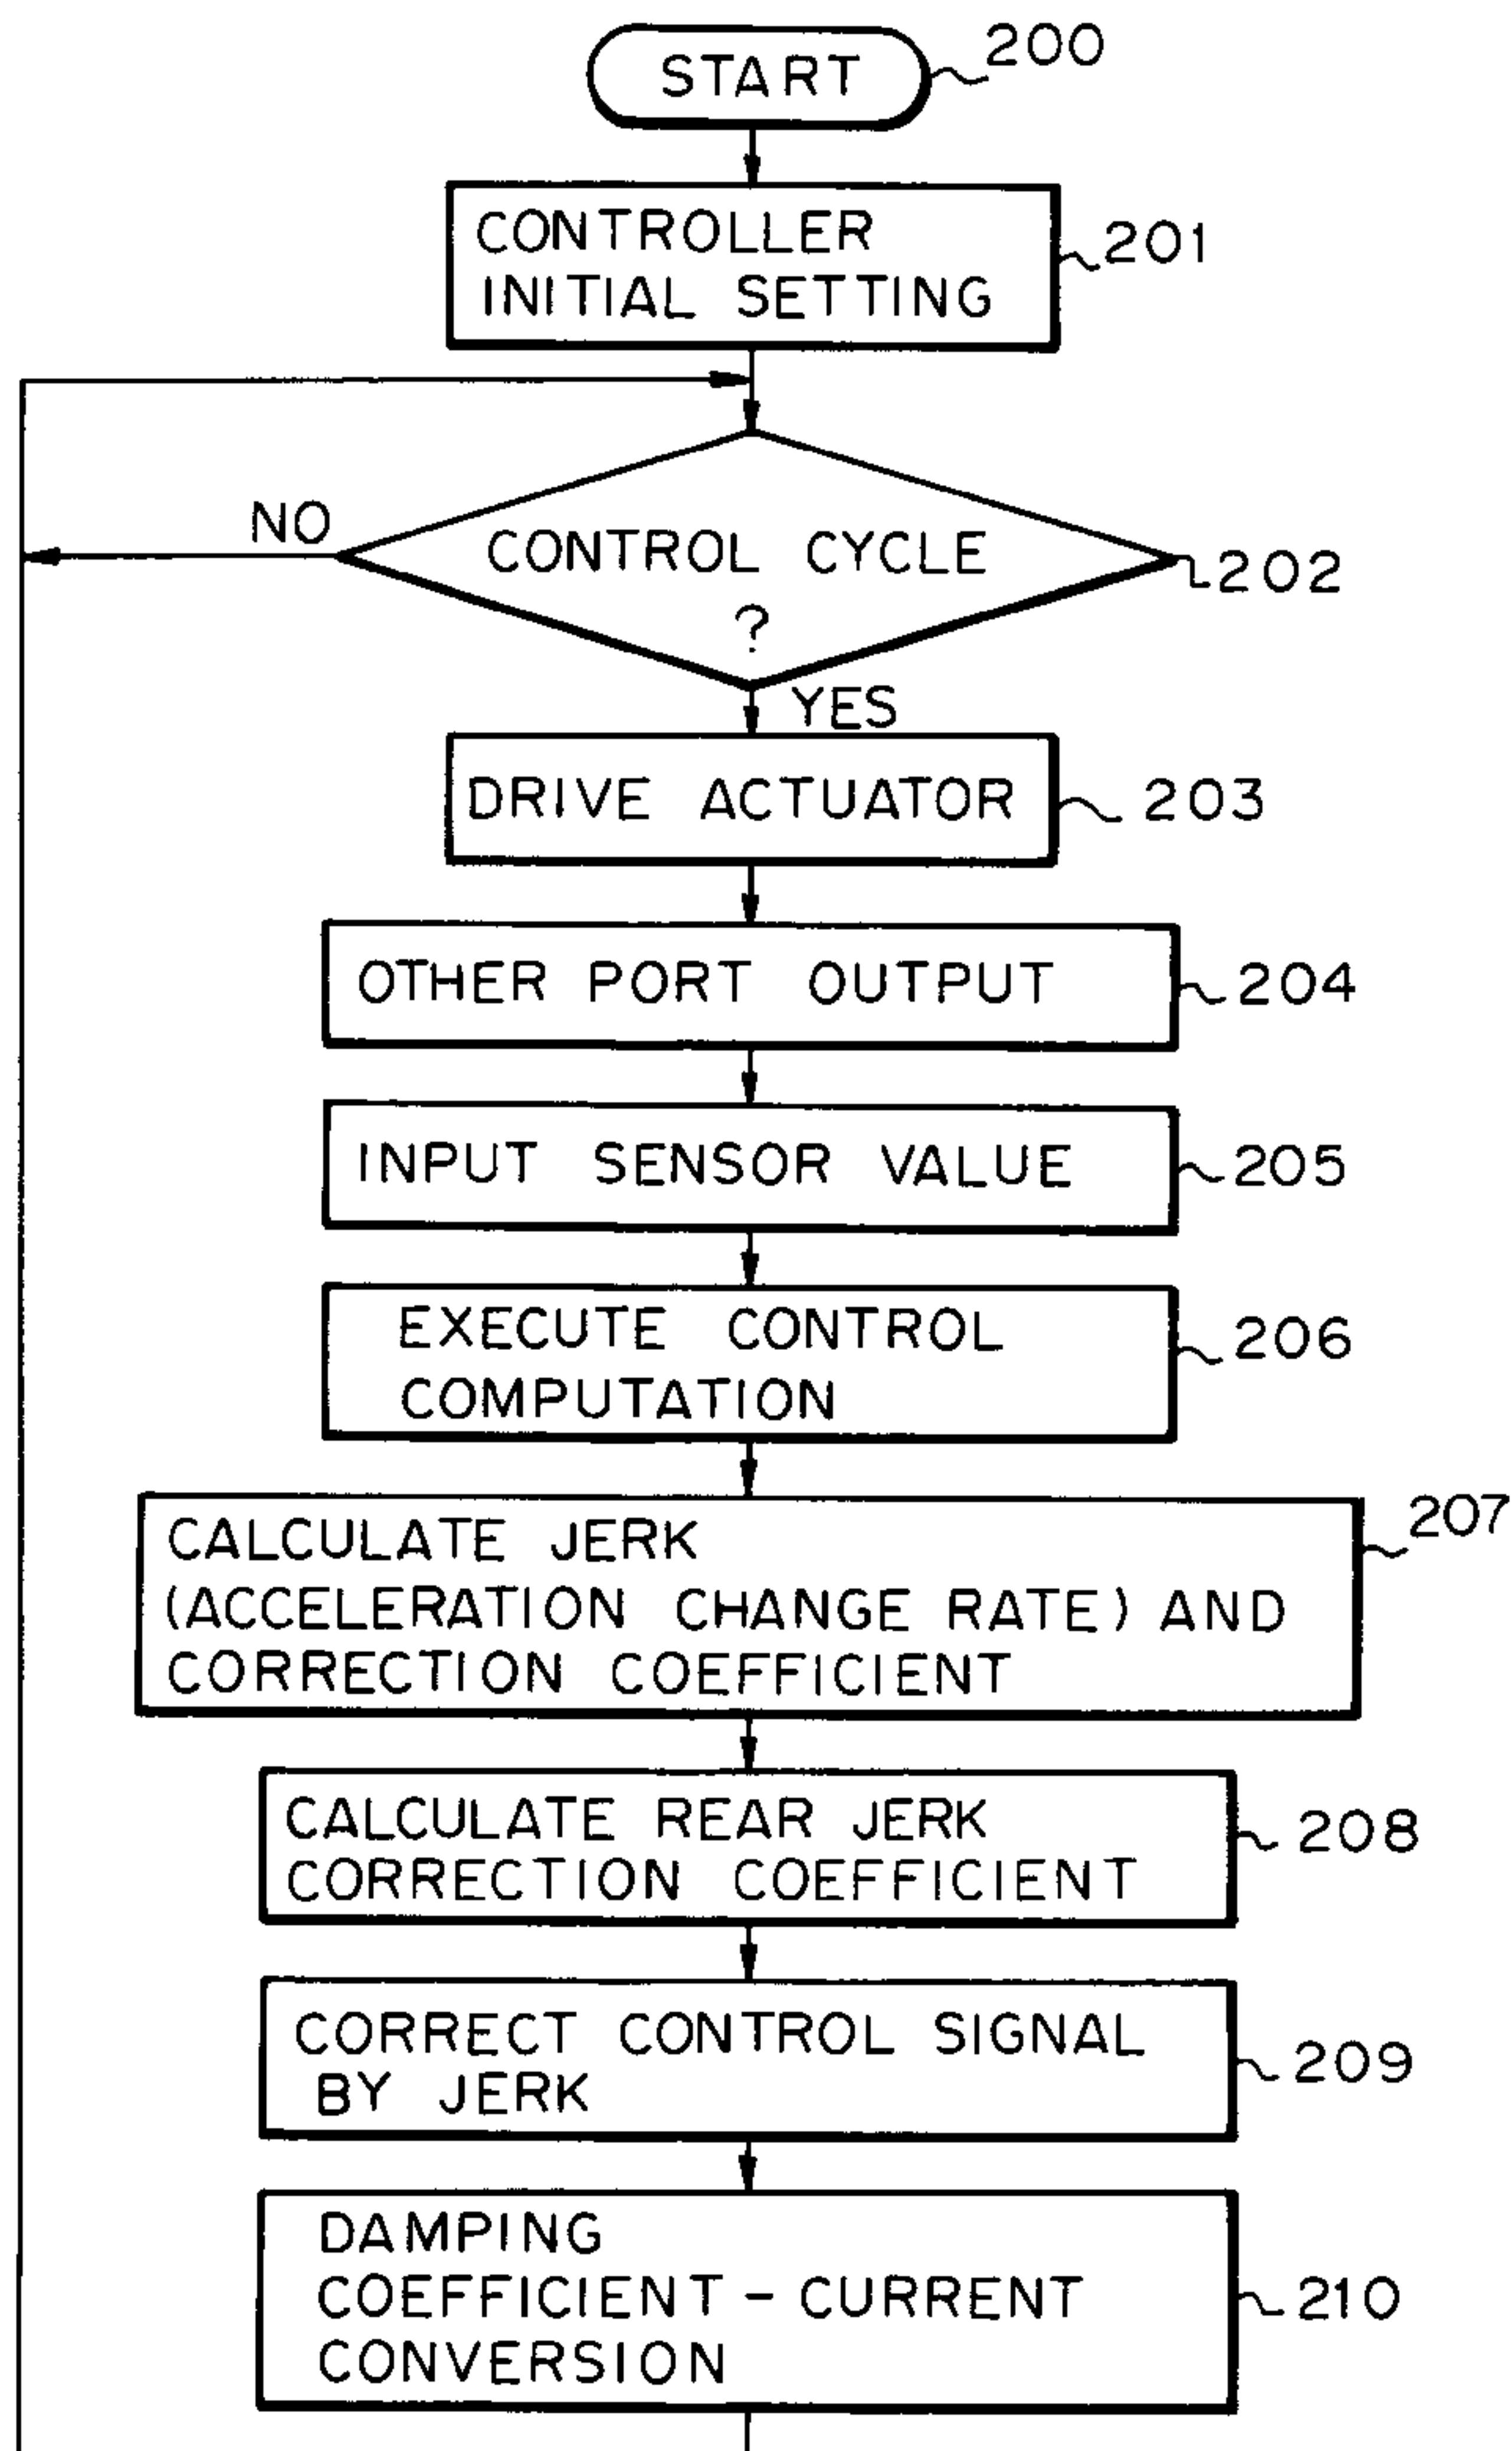 START
200
CONTROLLER
INITIAL SETTING
201
NO
CONTROL CYCLE
?
202
YES
DRIVE ACTUATOR
203
OTHER PORT OUTPUT
204
INPUT SENSOR VALUE
205
EXECUTE CONTROL
COMPUTATION
206
CALCULATE JERK
(ACCELERATION CHANGE RATE) AND
CORRECTION COEFFICIENT
207
CALCULATE REAR JERK
CORRECTION COEFFICIENT
208
CORRECT CONTROL SIGNAL
BY JERK
209
DAMPING
COEFFICIENT - CURRENT
CONVERSION
210